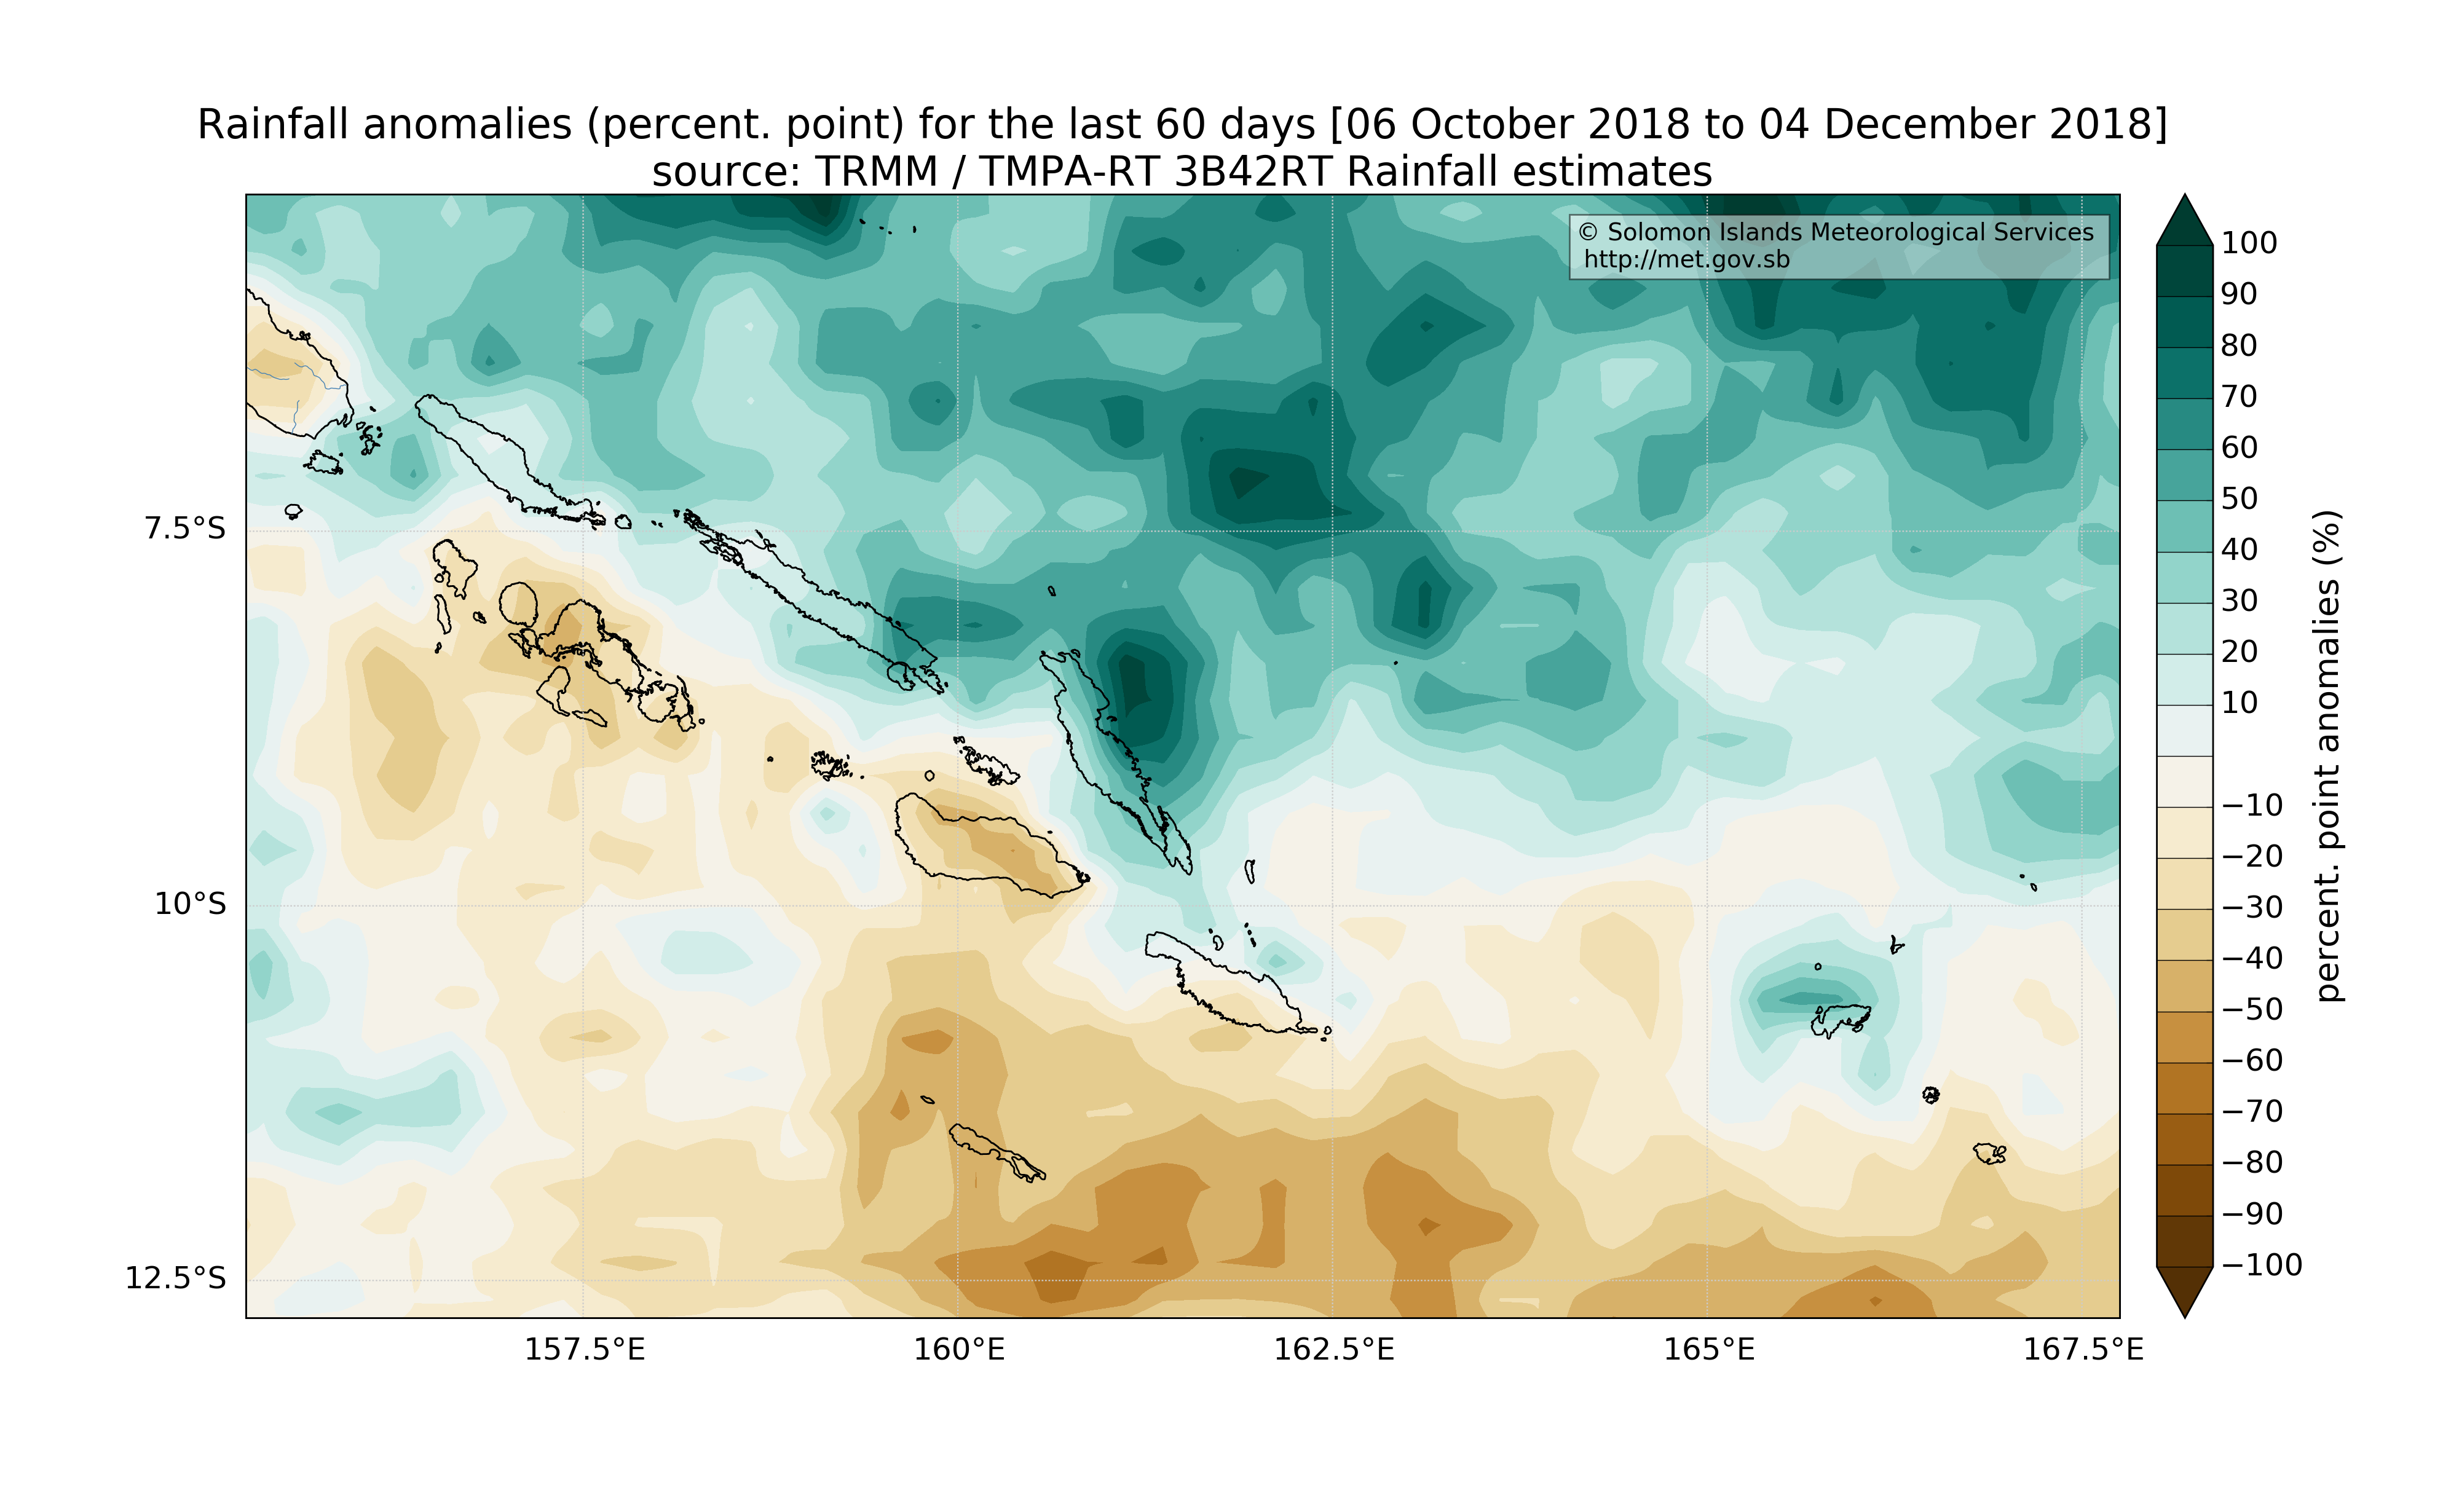 Rainfall anomalies (percent. point) for the last 60 days [06 October 2018 to 04 December 2018]
source: TRMM / TMPA-RT 3B42RT Rainfall estimates
© Solomon Islands Meteorological Services
http://met.gov.sb
7.5°S
10°S
12.5°S
157.5°E
160°E
162.5°E
165°E
167.5°E
100
90
80
70
60
50
40
30
20
10
−10
−20
−30
−40
−50
−60
−70
−80
−90
−100
percent. point anomalies (%)